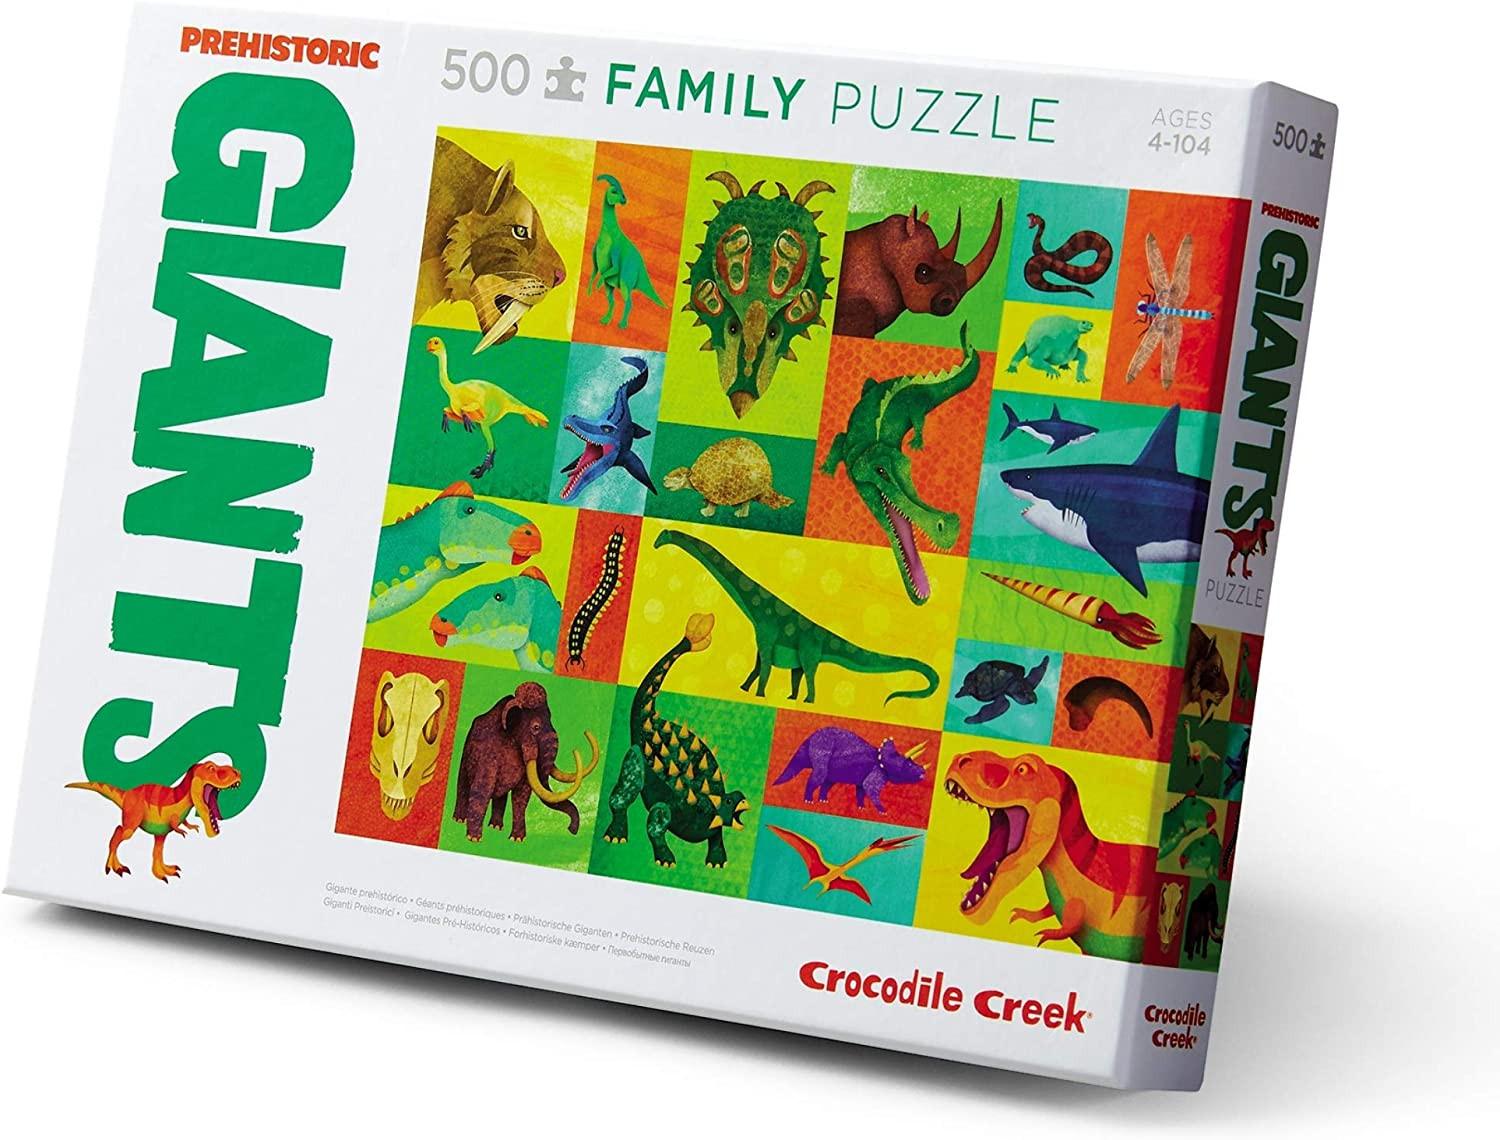 PREHISTORIC
GIANTS
500 FAMILY PUZZLE
AGES
4-104
Gigante prehistórico • Géants préhistoriques • Prähistorische Giganten • Prehistorische Reuzen
Giganti Preistorici • Gigantes Pré-Históricos • Forhistoriske kæmper • Первобытные гиганты
Crocodile Creek®
500
PREHISTORIC
GIANTS
PUZZLE
Crocodile
Creek®